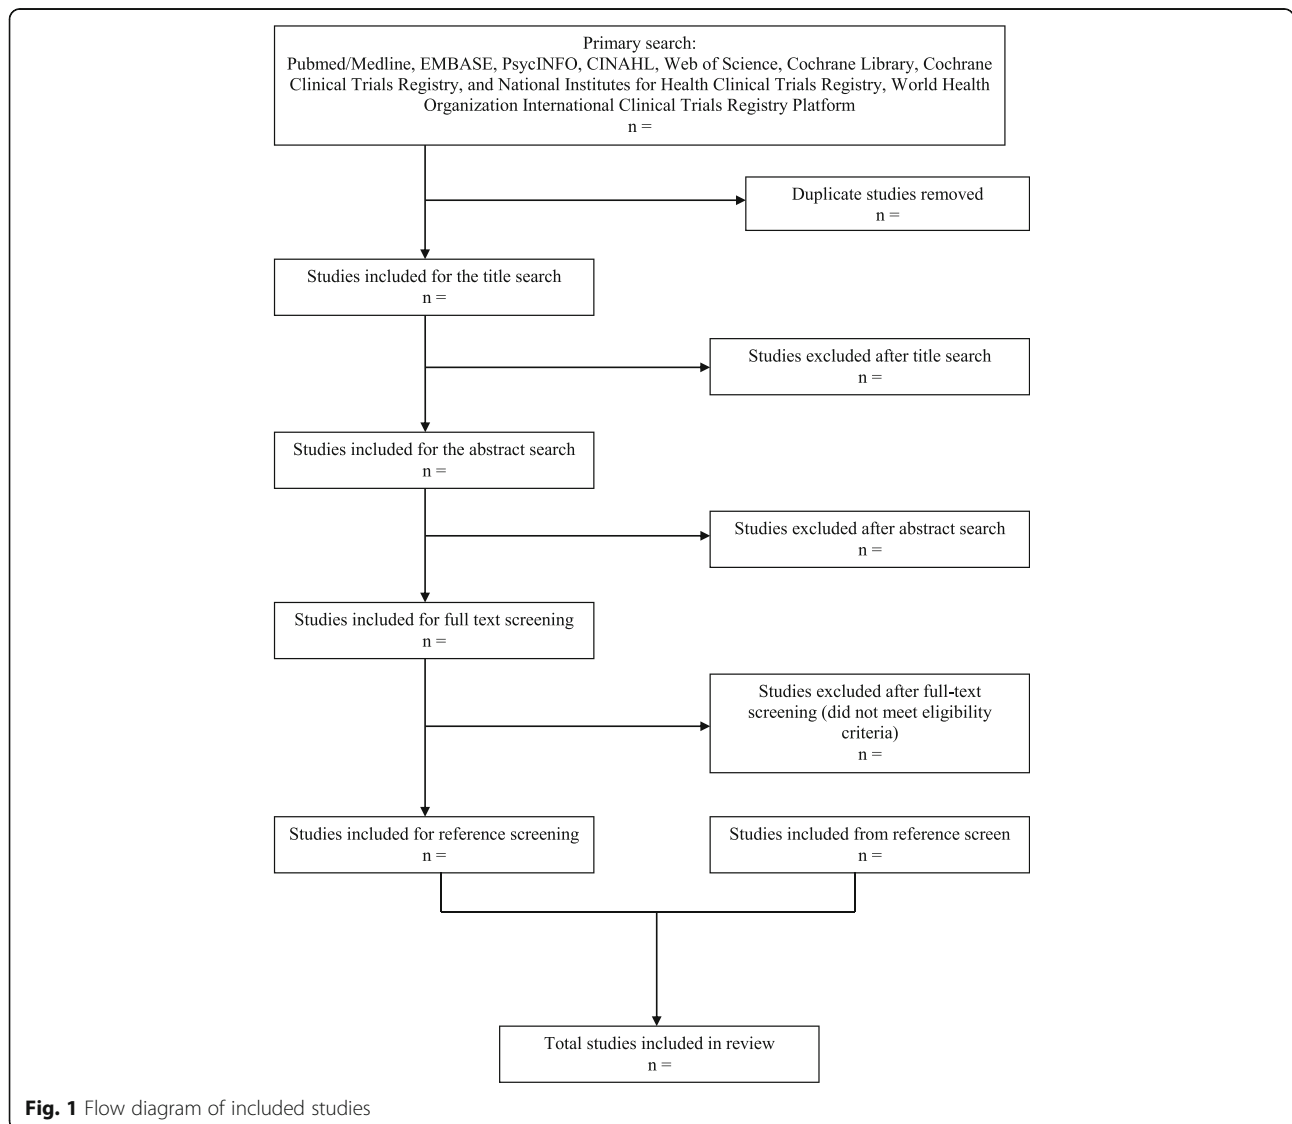 Primary search:
Pubmed/Medline, EMBASE, PsycINFO, CINAHL, Web of Science, Cochrane Library, Cochrane
Clinical Trials Registry, and National Institutes for Health Clinical Trials Registry, World Health
Organization International Clinical Trials Registry Platform
n =
Duplicate studies removed
n =
Studies included for the title search
n =
Studies excluded after title search
n =
Studies included for the abstract search
n =
Studies excluded after abstract search
n =
Studies included for full text screening
n =
Studies excluded after full-text
screening (did not meet eligibility
criteria)
n =
Studies included for reference screening
n =
Studies included from reference screen
n =
Total studies included in review
n =
Fig. 1 Flow diagram of included studies